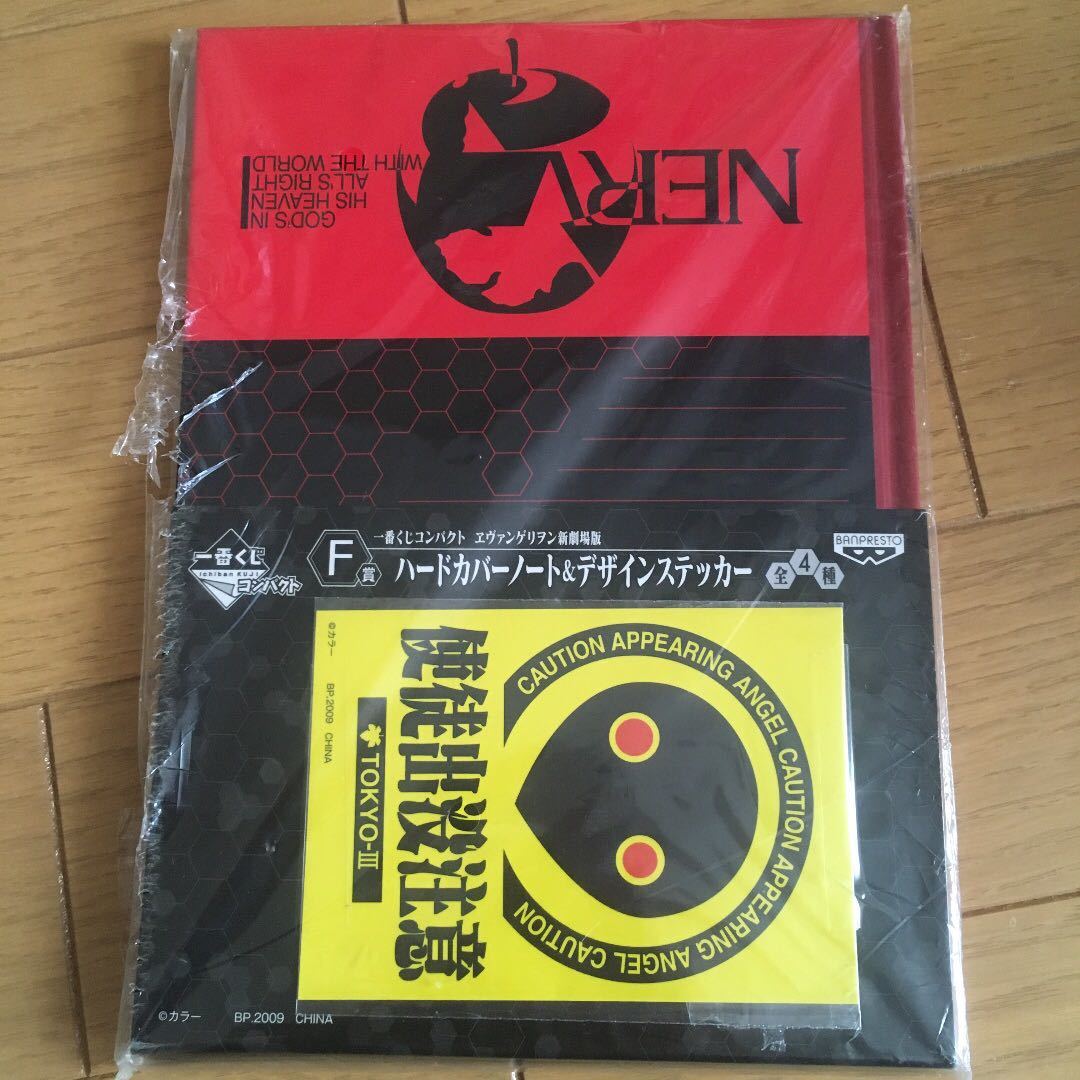 NERV
GOD'S IN
HIS HEAVEN
ALL'S RIGHT
WITH THE WORLD
一番くじ
ichiban KUJI
コンパクト
F賞
一番くじコンパクト ヱヴァンゲリヲン新劇場版
ハードカバーノート&デザインステッカー
全4種
BANPRESTO
CAUTION APPEARING ANGEL CAUTION APPEARING ANGEL CAUTION
使徒出没注意
TOKYO-III
©カラー BP.2009 CHINA
©カラー BP.2009 CHINA